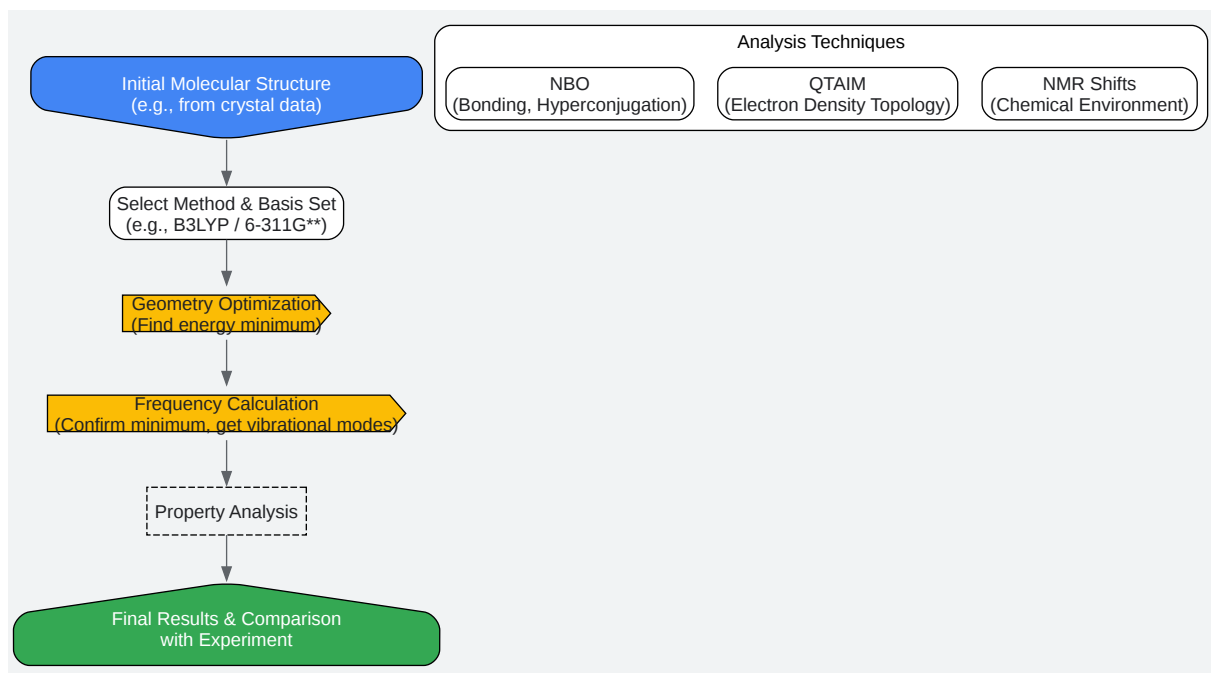 Initial Molecular Structure
(e.g., from crystal data)
Select Method & Basis Set
(e.g., B3LYP / 6-311G**)
Geometry Optimization
(Find energy minimum)
Frequency Calculation
(Confirm minimum, get vibrational modes)
Property Analysis
Final Results & Comparison
with Experiment
Analysis Techniques
NBO
(Bonding, Hyperconjugation)
QTAIM
(Electron Density Topology)
NMR Shifts
(Chemical Environment)